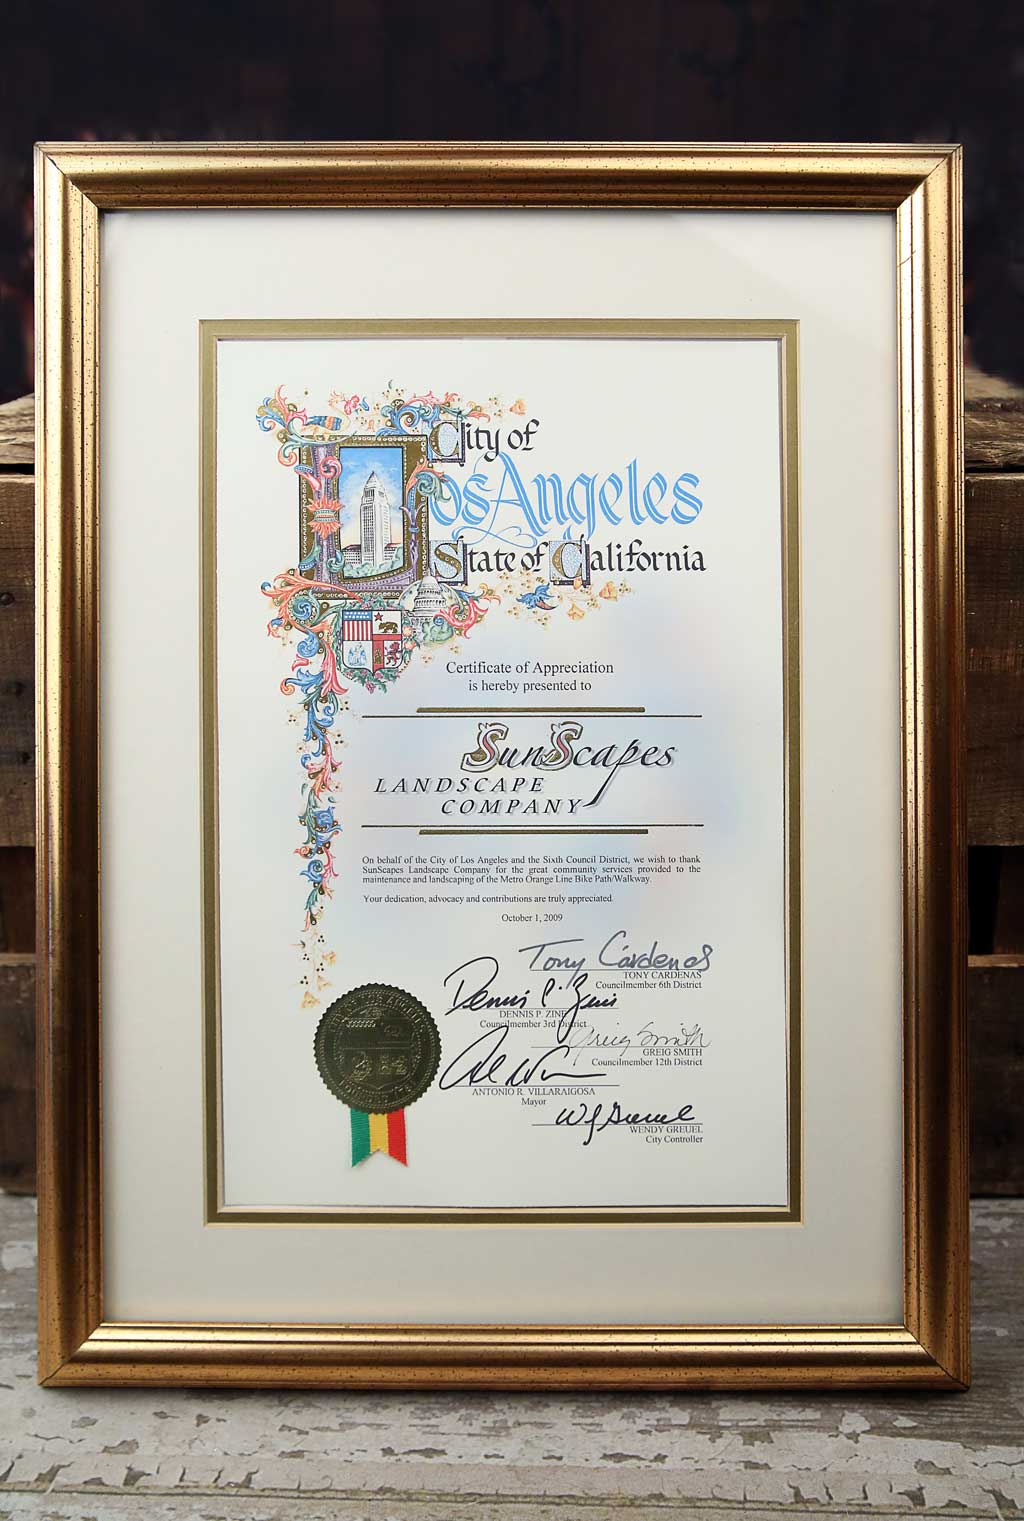 City of
Los Angeles
State of California
Certificate of Appreciation
is hereby presented to
SunScapes
LANDSCAPE
COMPANY
On behalf of the City of Los Angeles and the Sixth Council District, we wish to thank
SunScapes Landscape Company for the great community services provided to the
maintenance and landscaping of the Metro Orange Line Bike Path/Walkway.
Your dedication, advocacy and contributions are truly appreciated.
October 1, 2009
Tony Cardenas
TONY CARDENAS
Councilmember 6th District
Dennis P. Zine
DENNIS P. ZINE
Councilmember 3rd District
Greig Smith
GREIG SMITH
Councilmember 12th District
ANTONIO R. VILLARAIGOSA
Mayor
WENDY GREUEL
City Controller